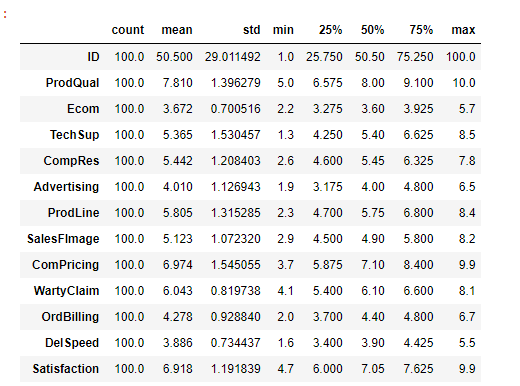 :
count mean std min 25% 50% 75% max
ID 100.0 50.500 29.011492 1.0 25.750 50.50 75.250 100.0
ProdQual 100.0 7.810 1.396279 5.0 6.575 8.00 9.100 10.0
Ecom 100.0 3.672 0.700516 2.2 3.275 3.60 3.925 5.7
TechSup 100.0 5.365 1.530457 1.3 4.250 5.40 6.625 8.5
CompRes 100.0 5.442 1.208403 2.6 4.600 5.45 6.325 7.8
Advertising 100.0 4.010 1.126943 1.9 3.175 4.00 4.800 6.5
ProdLine 100.0 5.805 1.315285 2.3 4.700 5.75 6.800 8.4
SalesFImage 100.0 5.123 1.072320 2.9 4.500 4.90 5.800 8.2
ComPricing 100.0 6.974 1.545055 3.7 5.875 7.10 8.400 9.9
WartyClaim 100.0 6.043 0.819738 4.1 5.400 6.10 6.600 8.1
OrdBilling 100.0 4.278 0.928840 2.0 3.700 4.40 4.800 6.7
DelSpeed 100.0 3.886 0.734437 1.6 3.400 3.90 4.425 5.5
Satisfaction 100.0 6.918 1.191839 4.7 6.000 7.05 7.625 9.9